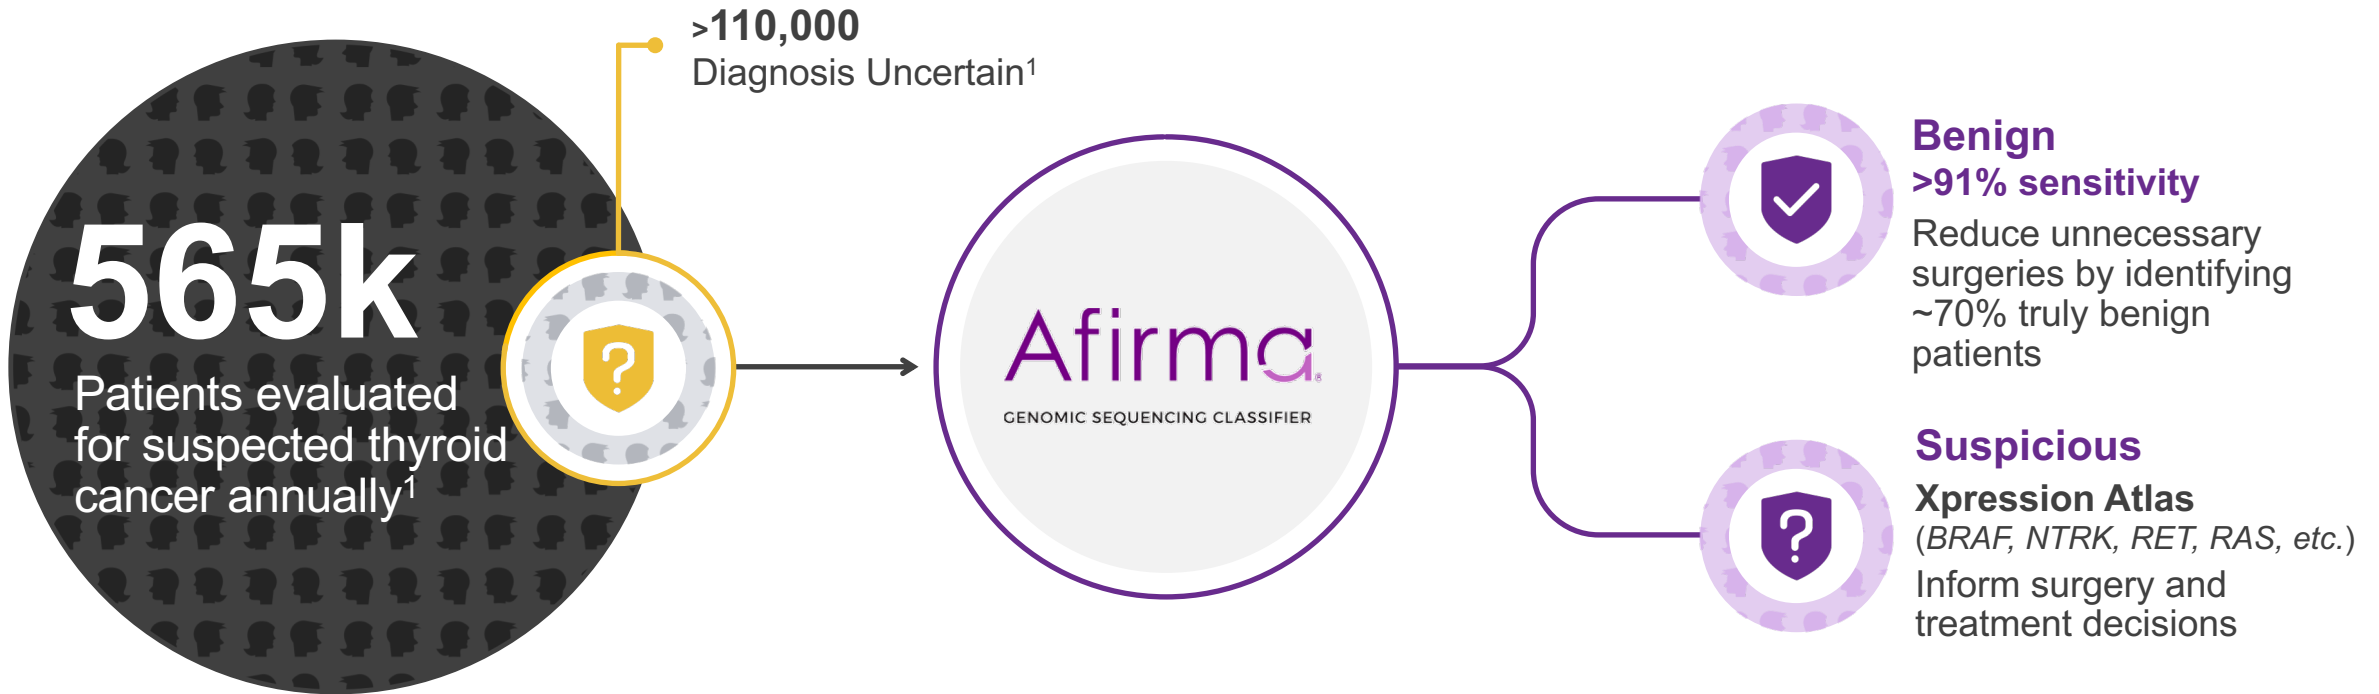 >110,000
Diagnosis Uncertain¹
565k
Patients evaluated
for suspected thyroid
cancer annually¹
?
Afirma®
GENOMIC SEQUENCING CLASSIFIER
Benign
>91% sensitivity
Reduce unnecessary
surgeries by identifying
~70% truly benign
patients
?
Suspicious
Xpression Atlas
(BRAF, NTRK, RET, RAS, etc.)
Inform surgery and
treatment decisions